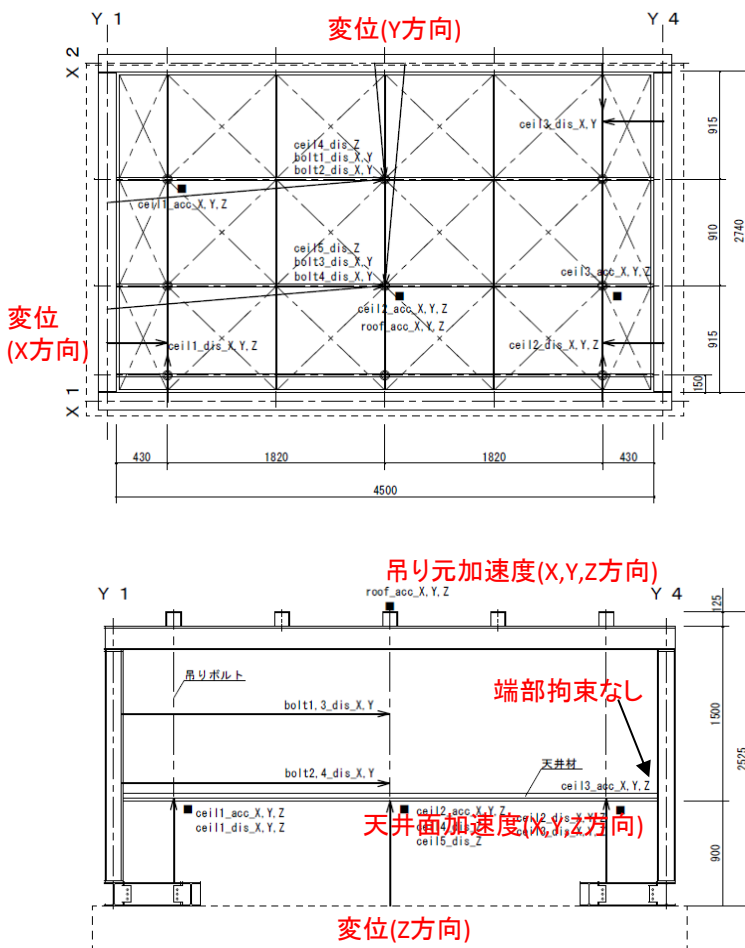 Y 1
変位(Y方向)
Y 4
X 2
ceil3_dis_X,Y
915
ceil4_dis_Z
bolt1_dis_X,Y
bolt2_dis_X,Y
ceil1_acc_X,Y,Z
910
2740
ceil5_dis_Z
bolt3_dis_X,Y
bolt4_dis_X,Y
ceil3_acc_X,Y,Z
ceil2_acc_X,Y,Z
roof_acc_X,Y,Z
変位
(X方向)
ceil1_dis_X,Y,Z
ceil2_dis_X,Y,Z
915
150
X 1
430
1820
1820
430
4500
吊り元加速度(X,Y,Z方向)
Y 1
roof_acc_X,Y,Z
Y 4
125
吊りボルト
端部拘束なし
bolt1,3_dis_X,Y
1500
2525
bolt2,4_dis_X,Y
天井材
ceil3_acc_X,Y,Z
ceil1_acc_X,Y,Z
ceil1_dis_X,Y,Z
ceil2_acc_X,Y,Z
ceil4_dis_Z
ceil5_dis_Z
ceil2_dis_X,Y,Z
ceil3_dis_X,Y
天井面加速度(X,Y,Z方向)
900
変位(Z方向)